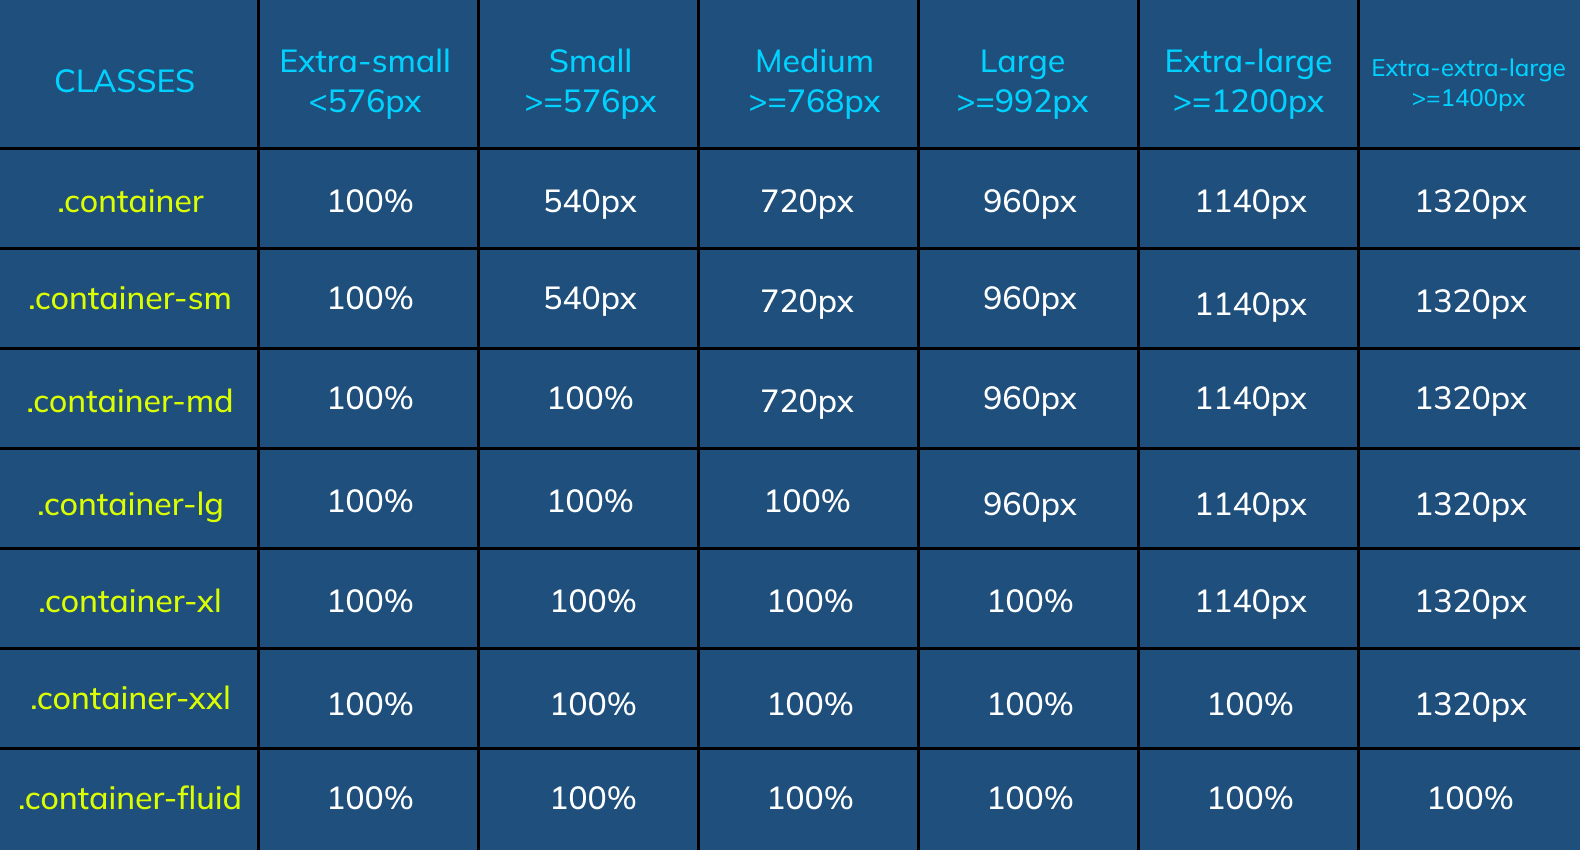 CLASSES
Extra-small
<576px
Small
>=576px
Medium
>=768px
Large
>=992px
Extra-large
>=1200px
Extra-extra-large
>=1400px
.container 100% 540px 720px 960px 1140px 1320px
.container-sm 100% 540px 720px 960px 1140px 1320px
.container-md 100% 100% 720px 960px 1140px 1320px
.container-lg 100% 100% 100% 960px 1140px 1320px
.container-xl 100% 100% 100% 100% 1140px 1320px
.container-xxl 100% 100% 100% 100% 100% 1320px
.container-fluid 100% 100% 100% 100% 100% 100%